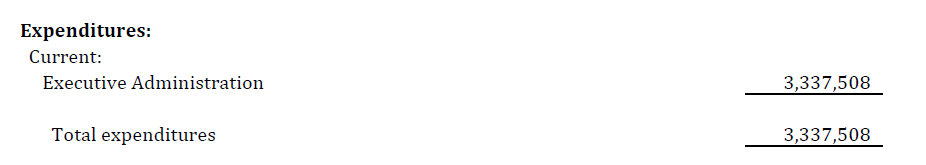 Expenditures:
Current:
Executive Administration 3,337,508
Total expenditures 3,337,508